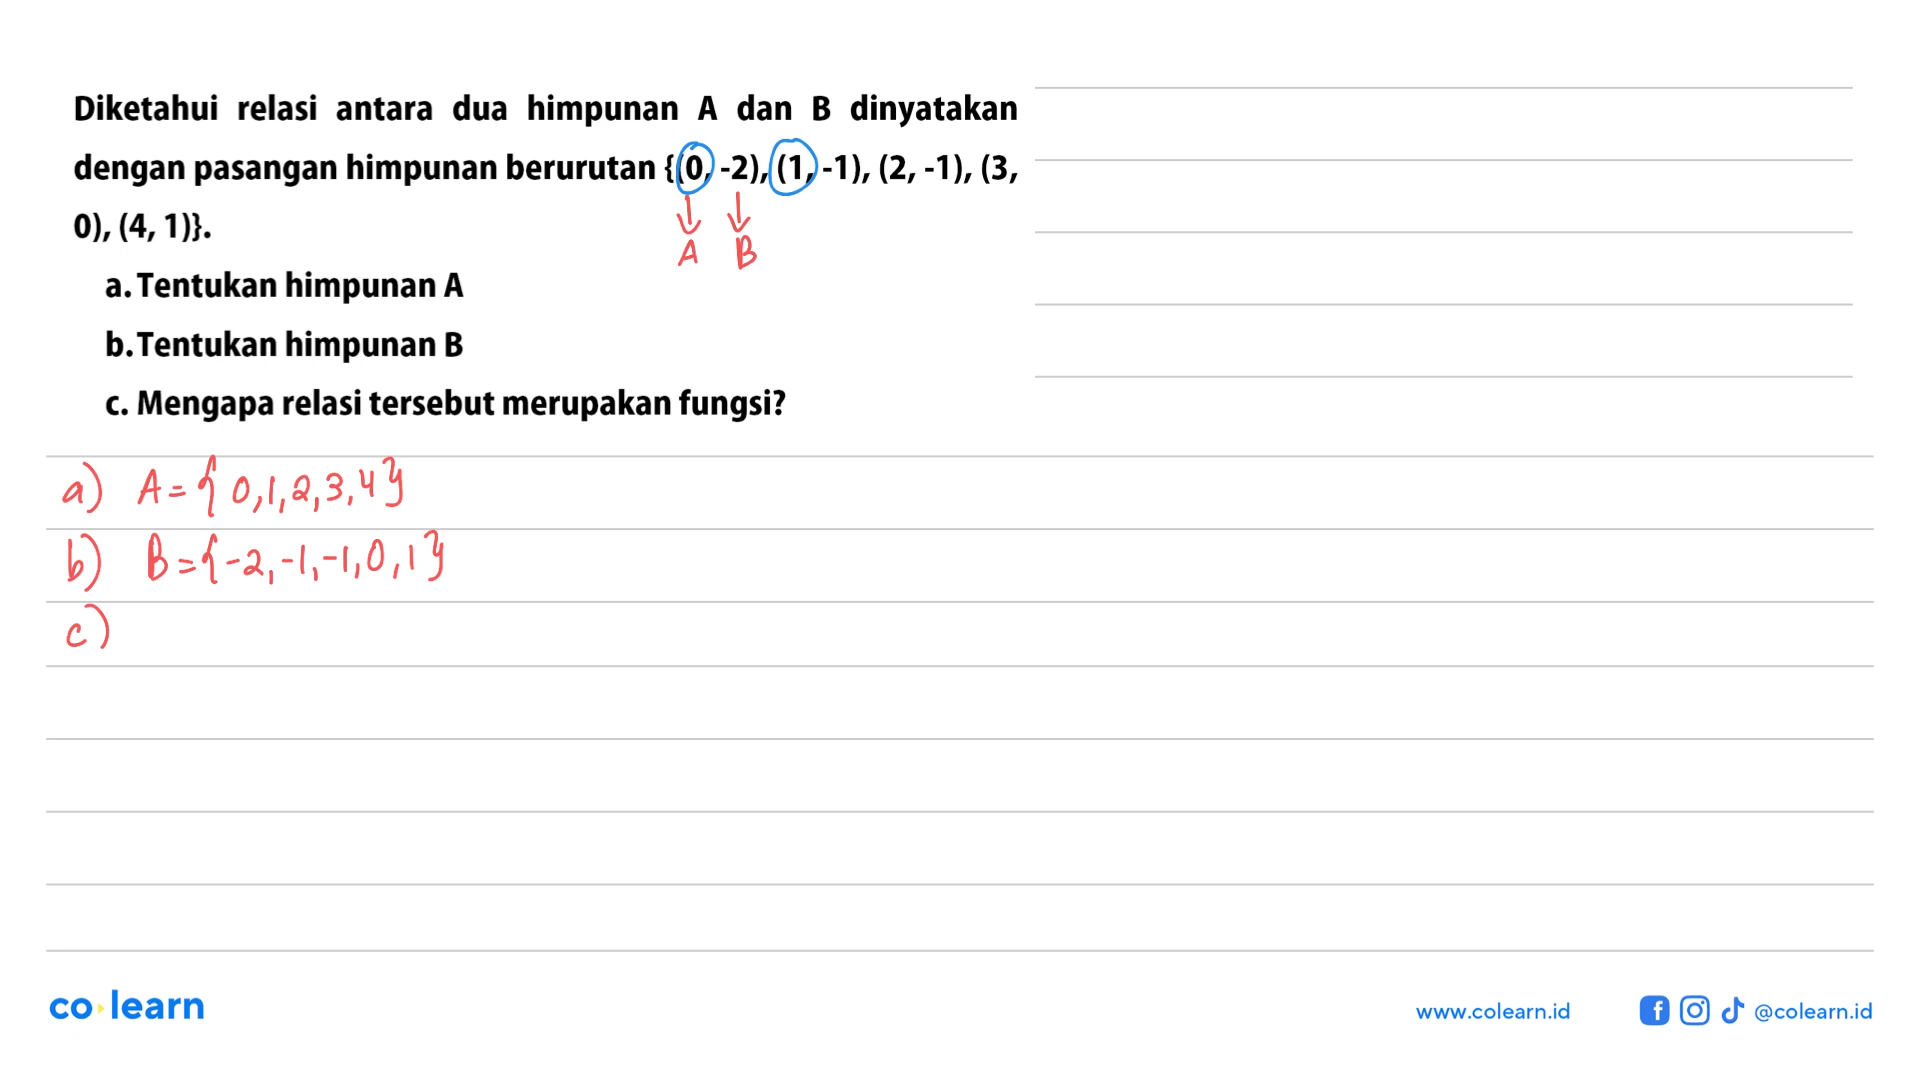 Diketahui relasi antara dua himpunan A dan B dinyatakan
dengan pasangan himpunan berurutan {(0, -2), (1, -1), (2, -1), (3,
0), (4, 1)}.
A B
a. Tentukan himpunan A
b. Tentukan himpunan B
c. Mengapa relasi tersebut merupakan fungsi?
a) A = { 0, 1, 2, 3, 4 }
b) B = { -2, -1, -1, 0, 1 }
c)
co learn
www.colearn.id
@colearn.id